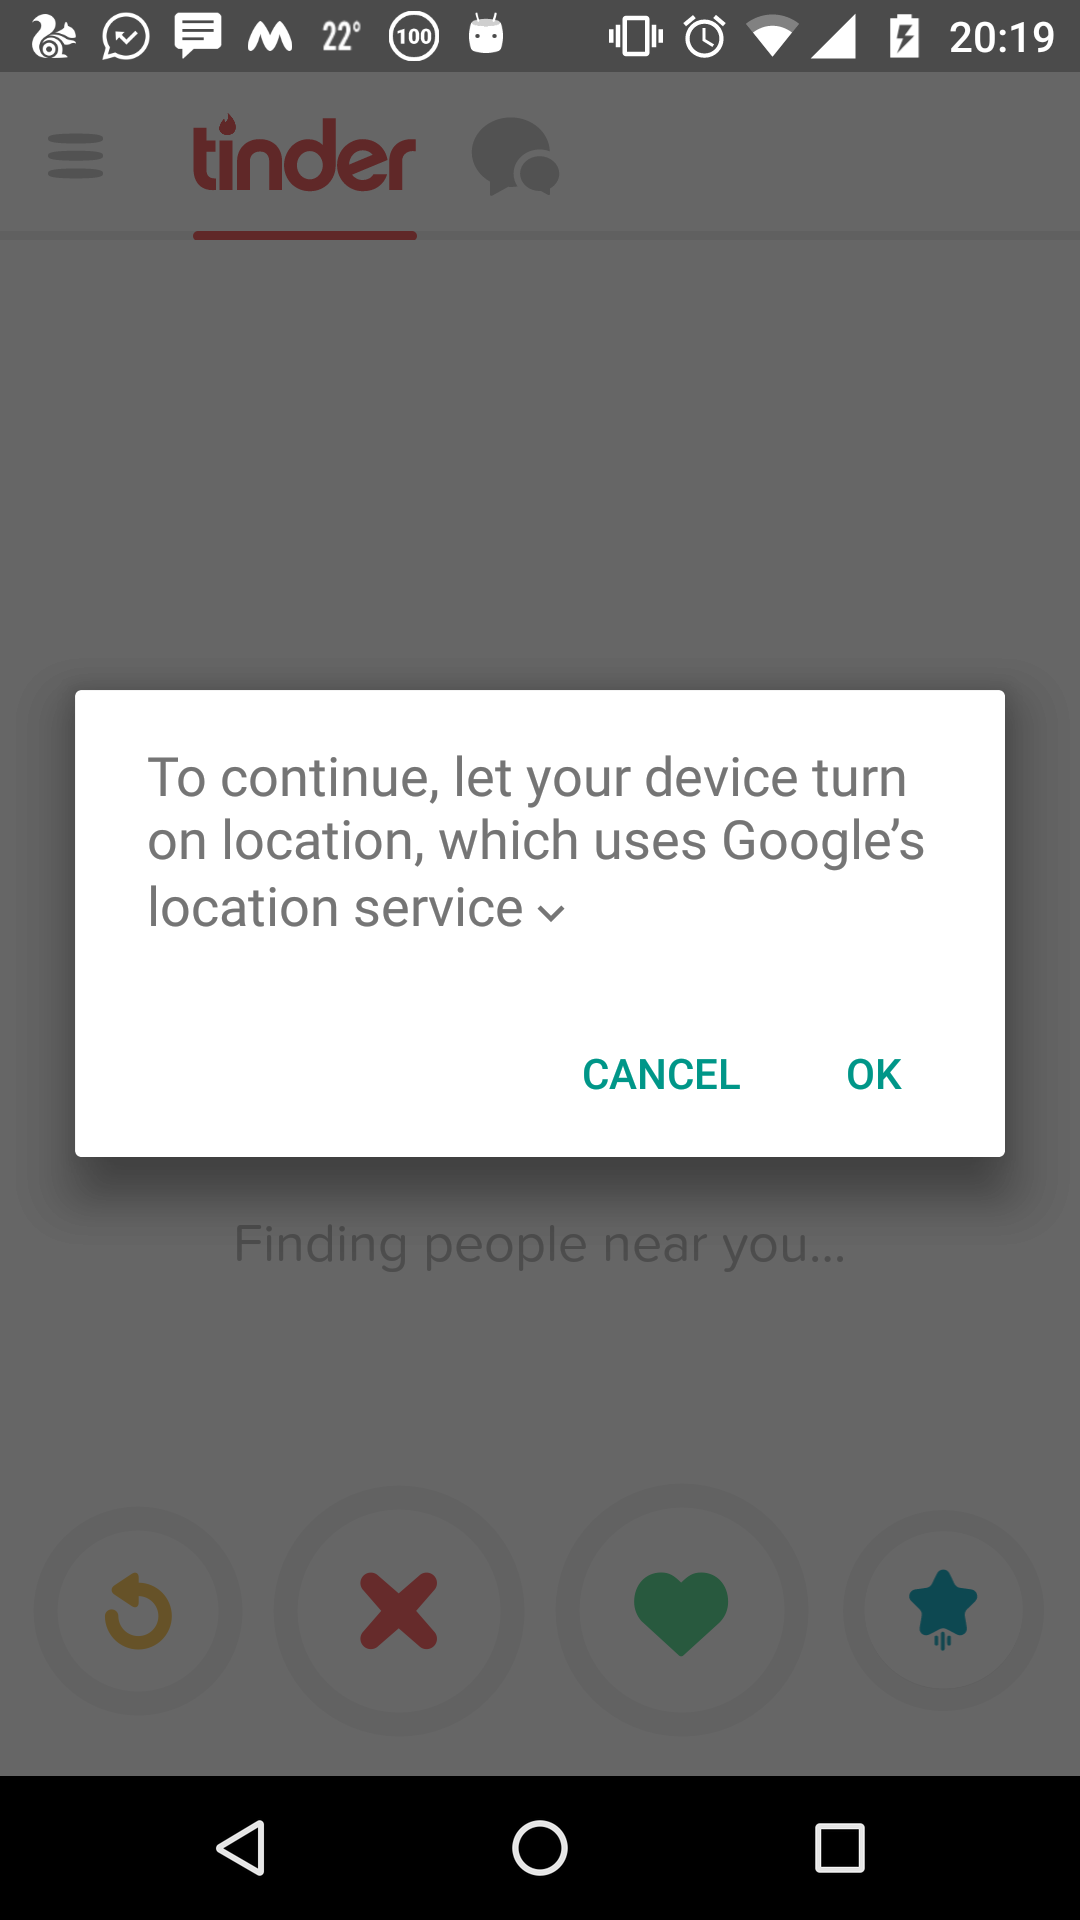 22°
100
20:19
tinder
To continue, let your device turn
on location, which uses Google’s
location service
CANCEL
OK
Finding people near you...